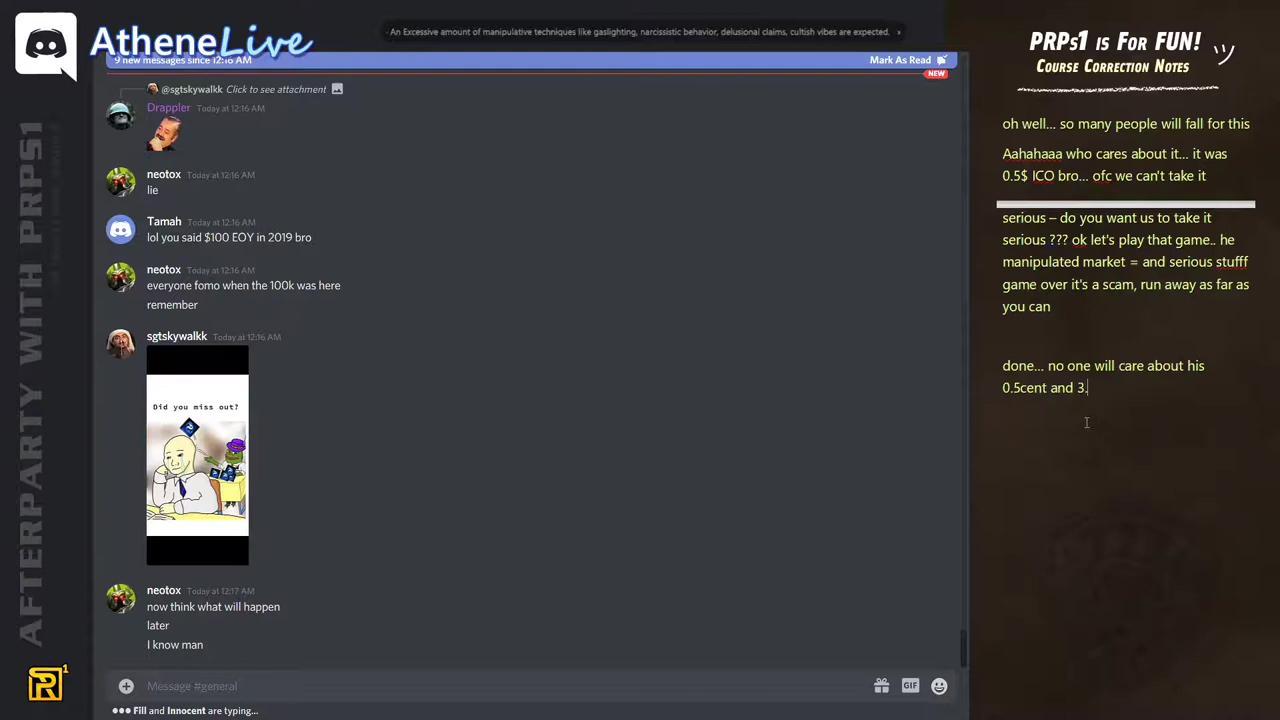 AtheneLive
An Excessive amount of manipulative techniques like gaslighting, narcissistic behavior, delusional claims, cultish vibes are expected.
9 new messages since 12:16 AM
Mark As Read
NEW
@sgtskywalkk Click to see attachment
Drappler Today at 12:16 AM
neotox Today at 12:16 AM
lie
Tamah Today at 12:16 AM
lol you said $100 EOY in 2019 bro
neotox Today at 12:16 AM
everyone fomo when the 100k was here
remember
sgtskywalkk Today at 12:16 AM
Did you miss out?
neotox Today at 12:17 AM
now think what will happen
later
I know man
Message #general
GIF
Fill and Innocent are typing...
AFTERPARTY WITH PRPS1
R1
PRPs1 is For FUN!
Course Correction Notes
oh well... so many people will fall for this
Aahahaaa who cares about it... it was
0.5$ ICO bro... ofc we can't take it
serious – do you want us to take it
serious ??? ok let's play that game.. he
manipulated market = and serious stufff
game over it's a scam, run away as far as
you can
done... no one will care about his
0.5cent and 3.